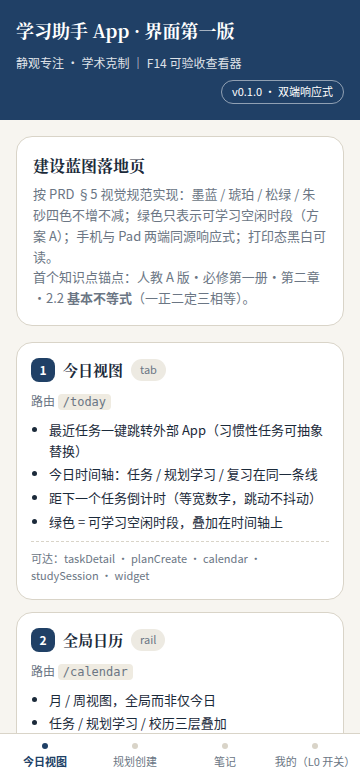 学习助手 App · 界面第一版
静观专注 · 学术克制 | F14 可验收查看器
v0.1.0 · 双端响应式
建设蓝图落地页
按 PRD §5 视觉规范实现：墨蓝 / 琥珀 / 松绿 / 朱
砂四色不增不减；绿色只表示可学习空闲时段（方
案 A）；手机与 Pad 两端同源响应式；打印态黑白可
读。
首个知识点锚点：人教 A 版 · 必修第一册 · 第二章
· 2.2 基本不等式（一正二定三相等）。
1 今日视图 tab
路由 /today
最近任务一键跳转外部 App（习惯性任务可抽象
替换）
今日时间轴：任务 / 规划学习 / 复习在同一条线
距下一个任务倒计时（等宽数字，跳动不抖动）
绿色 = 可学习空闲时段，叠加在时间轴上
可达：taskDetail · planCreate · calendar ·
studySession · widget
2 全局日历 rail
路由 /calendar
月 / 周视图，全局而非仅今日
任务 / 规划学习 / 校历三层叠加
今日视图 规划创建 笔记 我的（L0 开关）